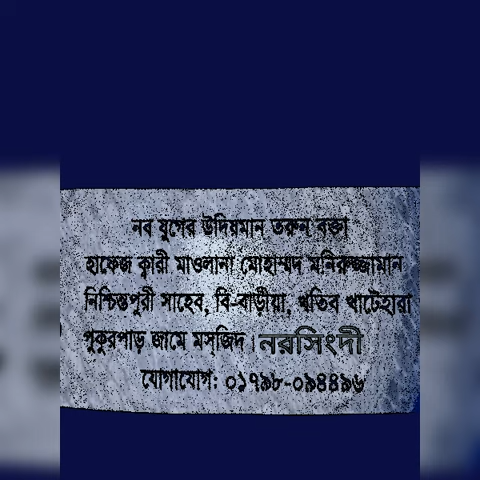 নব যুগের উদিয়মান তরুন বক্তা
হাফেজ ক্বারী মাওলানা মোহাম্মদ মনিরুজ্জামান
নিশ্চিন্তপুরী সাহেব, বি-বাড়ীয়া, খতিব খাটেহারা
পুকুরপাড় জামে মসজিদ। নরসিংদী
যোগাযোগ: ০১৭৯৮-০৯৪৪৯৬